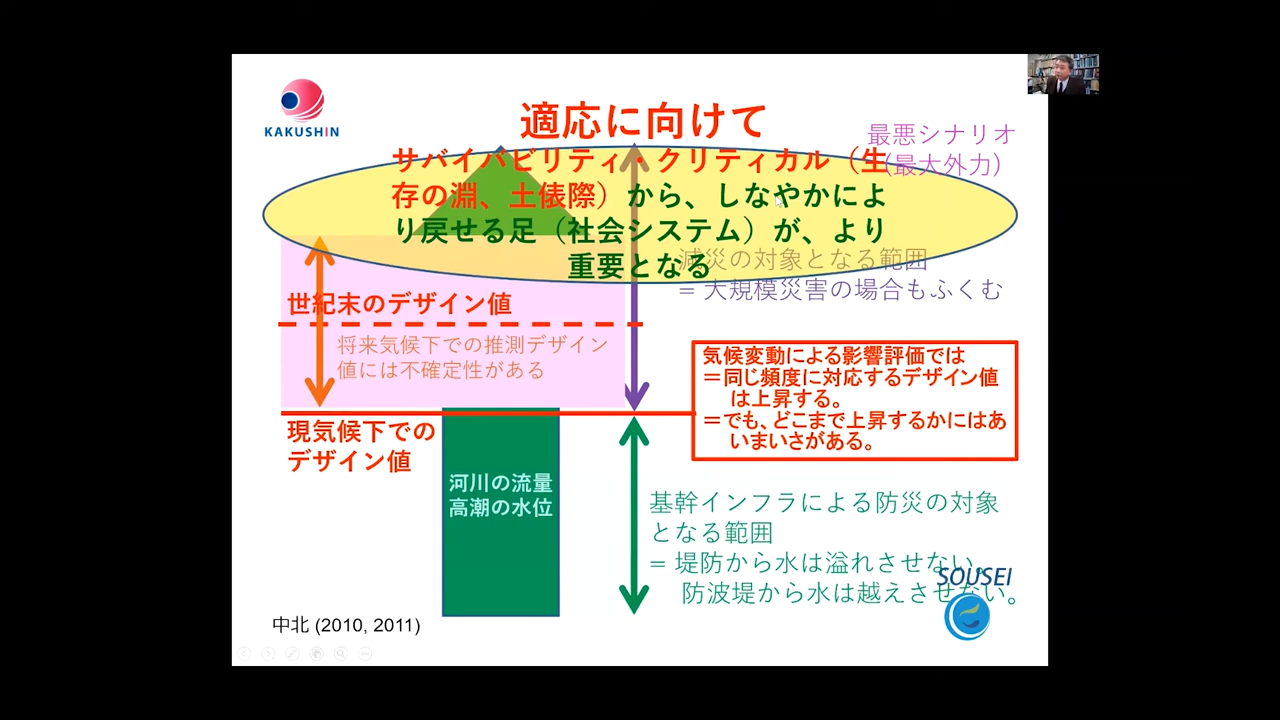 KAKUSHIN
適応に向けて
最悪シナリオ
(最大外力)
サバイバビリティ・クリティカル（生
存の淵、土俵際）から、しなやかによ
り戻せる足（社会システム）が、より
重要となる
減災の対象となる範囲
= 大規模災害の場合もふくむ
世紀末のデザイン値
将来気候下での推測デザイン
値には不確定性がある
気候変動による影響評価では
＝同じ頻度に対応するデザイン値
は上昇する。
＝でも、どこまで上昇するかにはあ
いまいさがある。
現気候下での
デザイン値
河川の流量
高潮の水位
基幹インフラによる防災の対象
となる範囲
= 堤防から水は溢れさせない。
防波堤から水は越えさせない。
SOUSEI
中北 (2010, 2011)